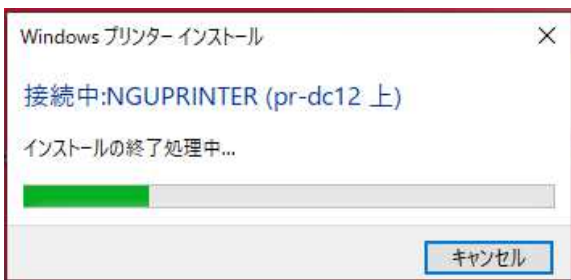 Windows プリンター インストール
接続中:NGUPRINTER (pr-dc12 上)
インストールの終了処理中...
キャンセル